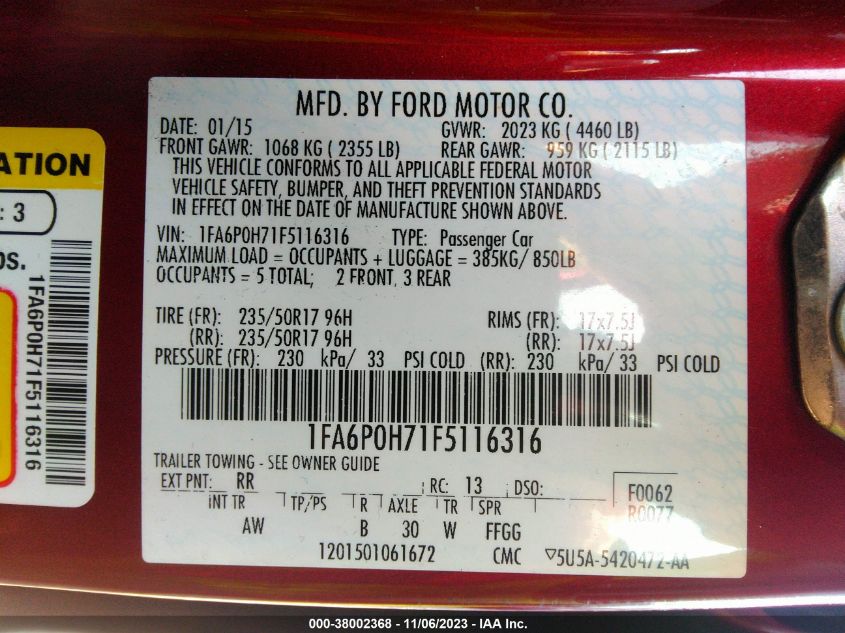 ATION
: 3
OS.
1FA6P0H71F5116316
MFD. BY FORD MOTOR CO.
DATE: 01/15 GVWR: 2023 KG ( 4460 LB)
FRONT GAWR: 1068 KG ( 2355 LB) REAR GAWR: 959 KG ( 2115 LB)
THIS VEHICLE CONFORMS TO ALL APPLICABLE FEDERAL MOTOR
VEHICLE SAFETY, BUMPER, AND THEFT PREVENTION STANDARDS
IN EFFECT ON THE DATE OF MANUFACTURE SHOWN ABOVE.
VIN: 1FA6P0H71F5116316 TYPE: Passenger Car
MAXIMUM LOAD = OCCUPANTS + LUGGAGE = 385KG/ 850LB
OCCUPANTS = 5 TOTAL; 2 FRONT, 3 REAR
TIRE (FR): 235/50R17 96H RIMS (FR): 17x7.5J
(RR): 235/50R17 96H (RR): 17x7.5J
PRESSURE (FR): 230 kPa/ 33 PSI COLD (RR): 230 kPa/ 33 PSI COLD
1FA6P0H71F5116316
TRAILER TOWING - SEE OWNER GUIDE
EXT PNT: RR RC: 13 DSO: F0062
INT TR TP/PS R AXLE TR SPR R0077
AW B 30 W FFGG
1201501061672 CMC ▽5U5A-5420472-AA
000-38002368 - 11/06/2023 - IAA Inc.